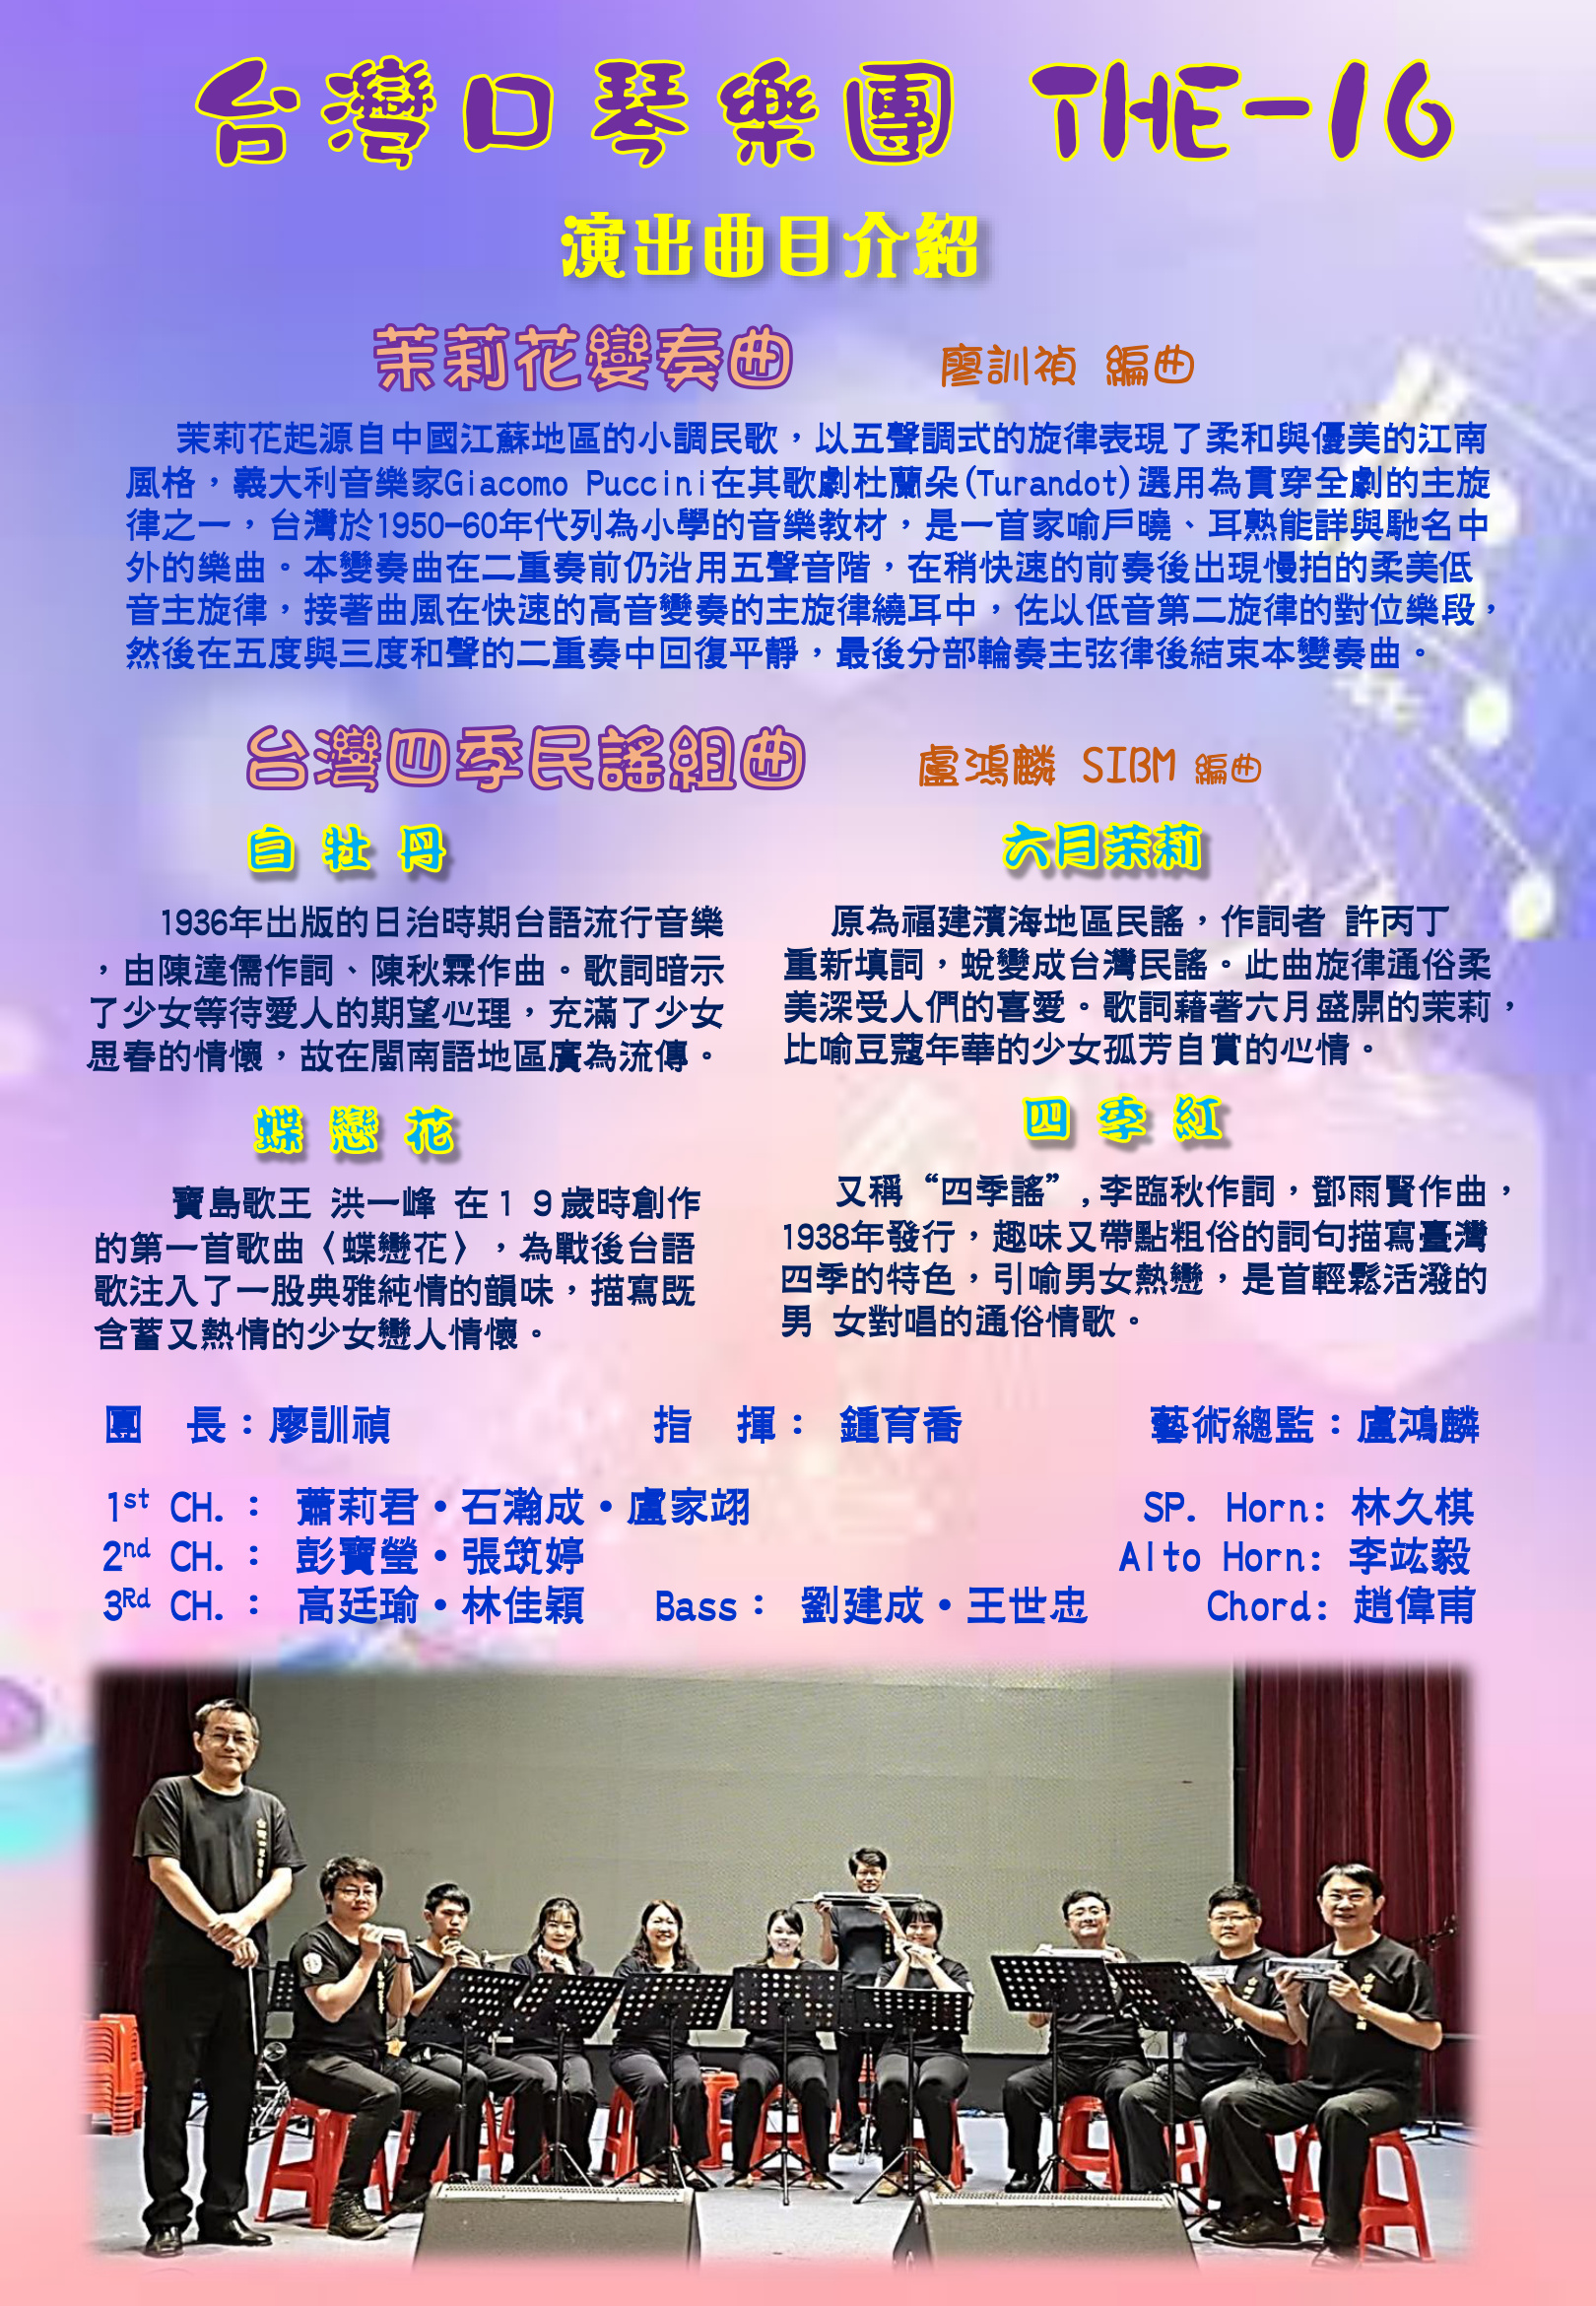 台灣口琴樂團 THE-16
演出曲目介紹
茉莉花變奏曲 廖訓禎 編曲
茉莉花起源自中國江蘇地區的小調民歌，以五聲調式的旋律表現了柔和與優美的江南
風格，義大利音樂家Giacomo Puccini在其歌劇杜蘭朵(Turandot)選用為貫穿全劇的主旋
律之一，台灣於1950-60年代列為小學的音樂教材，是一首家喻戶曉、耳熟能詳與馳名中
外的樂曲。本變奏曲在二重奏前仍沿用五聲音階，在稍快速的前奏後出現慢拍的柔美低
音主旋律，接著曲風在快速的高音變奏的主旋律繞耳中，佐以低音第二旋律的對位樂段，
然後在五度與三度和聲的二重奏中回復平靜，最後分部輪奏主弦律後結束本變奏曲。
台灣四季民謠組曲 盧鴻麟 SIBM 編曲
白 牡 丹
1936年出版的日治時期台語流行音樂
，由陳達儒作詞、陳秋霖作曲。歌詞暗示
了少女等待愛人的期望心理，充滿了少女
思春的情懷，故在閩南語地區廣為流傳。
六月茉莉
原為福建濱海地區民謠，作詞者 許丙丁
重新填詞，蛻變成台灣民謠。此曲旋律通俗柔
美深受人們的喜愛。歌詞藉著六月盛開的茉莉，
比喻豆蔻年華的少女孤芳自賞的心情。
蝶 戀 花
寶島歌王 洪一峰 在１９歲時創作
的第一首歌曲〈蝶戀花〉，為戰後台語
歌注入了一股典雅純情的韻味，描寫既
含蓄又熱情的少女戀人情懷。
四 季 紅
又稱“四季謠”,李臨秋作詞，鄧雨賢作曲，
1938年發行，趣味又帶點粗俗的詞句描寫臺灣
四季的特色，引喻男女熱戀，是首輕鬆活潑的
男 女對唱的通俗情歌。
團 長：廖訓禎 指 揮： 鍾育喬 藝術總監：盧鴻麟
1st CH.： 蕭莉君•石瀚成•盧家翊 SP. Horn: 林久棋
2nd CH.： 彭寶瑩•張筑婷 Alto Horn: 李竑毅
3Rd CH.： 高廷瑜•林佳穎 Bass： 劉建成•王世忠 Chord: 趙偉甫